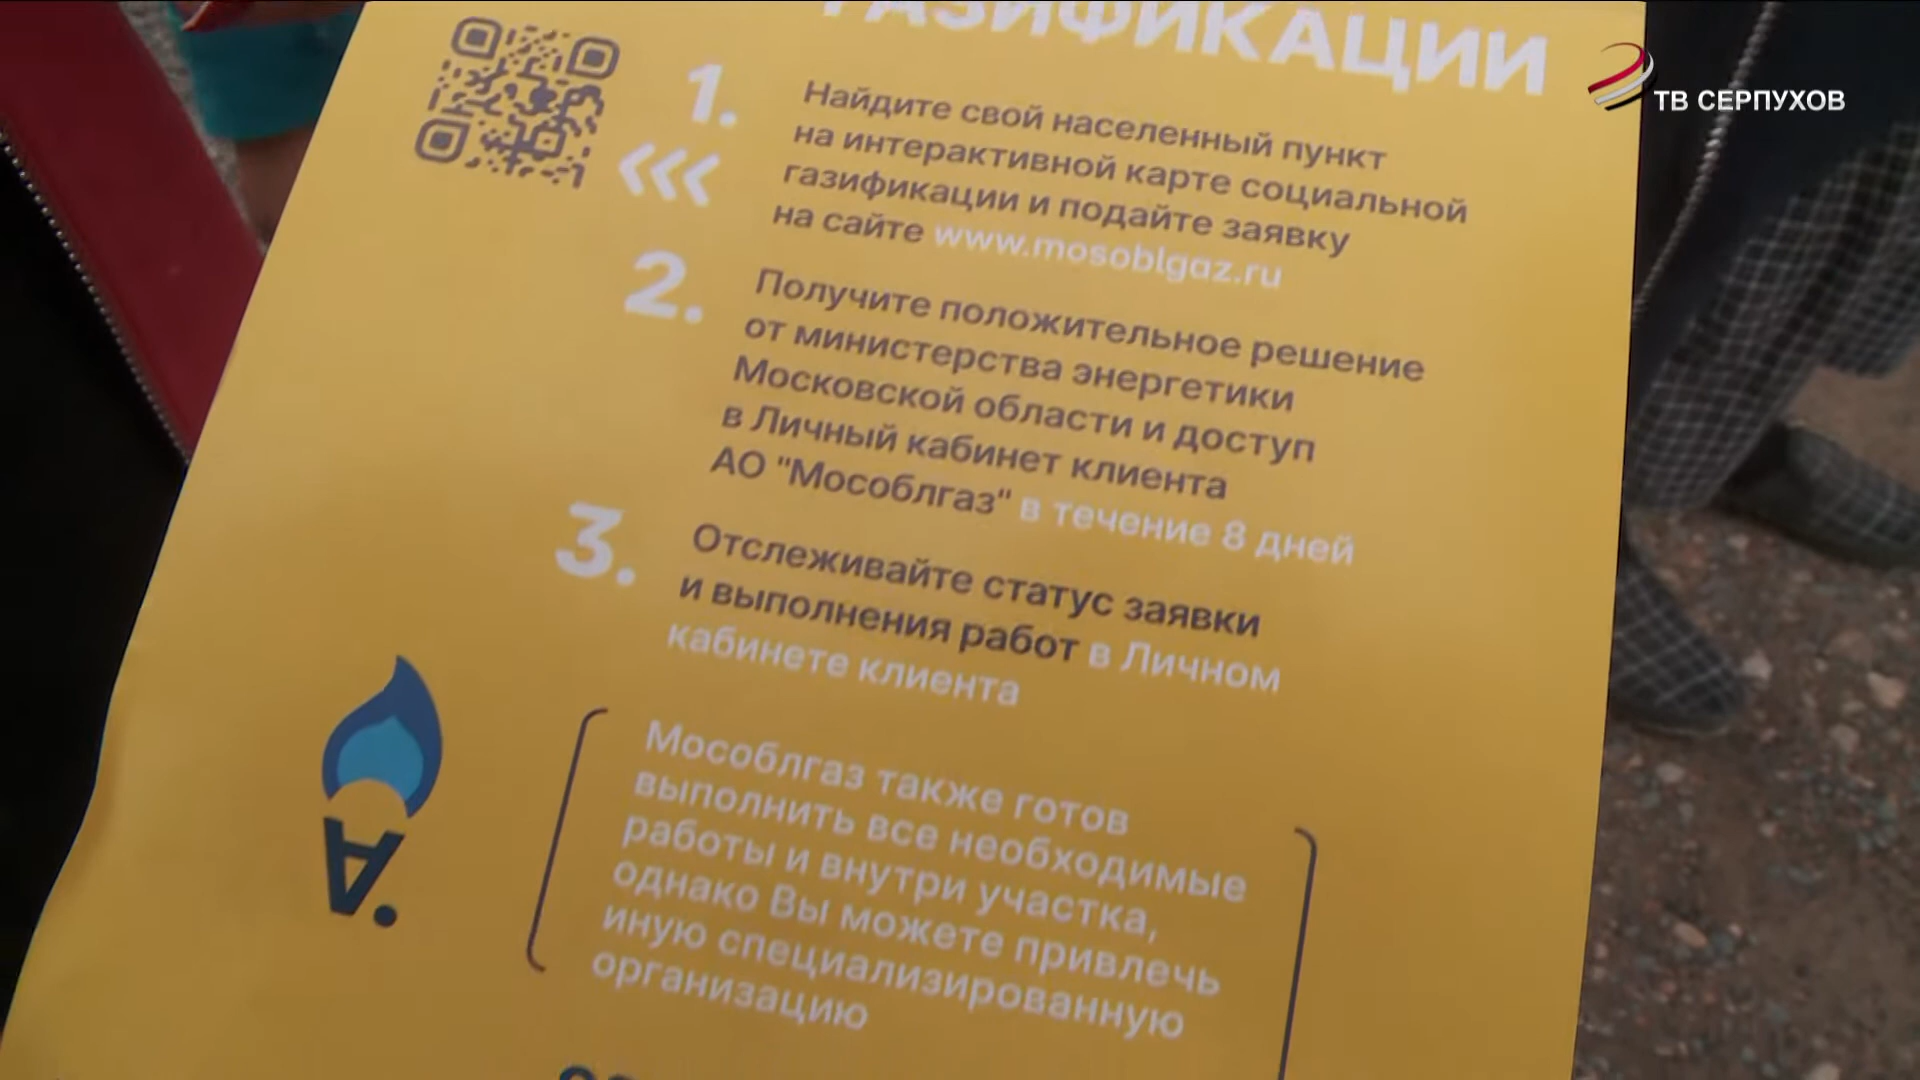 ГАЗИФИКАЦИИ
ТВ СЕРПУХОВ
1.
Найдите свой населенный пункт
на интерактивной карте социальной
газификации и подайте заявку
на сайте www.mosoblgaz.ru
2.
Получите положительное решение
от министерства энергетики
Московской области и доступ
в Личный кабинет клиента
АО "Мособлгаз" в течение 8 дней
3.
Отслеживайте статус заявки
и выполнения работ в Личном
кабинете клиента
Мособлгаз также готов
выполнить все необходимые
работы и внутри участка,
однако Вы можете привлечь
иную специализированную
организацию